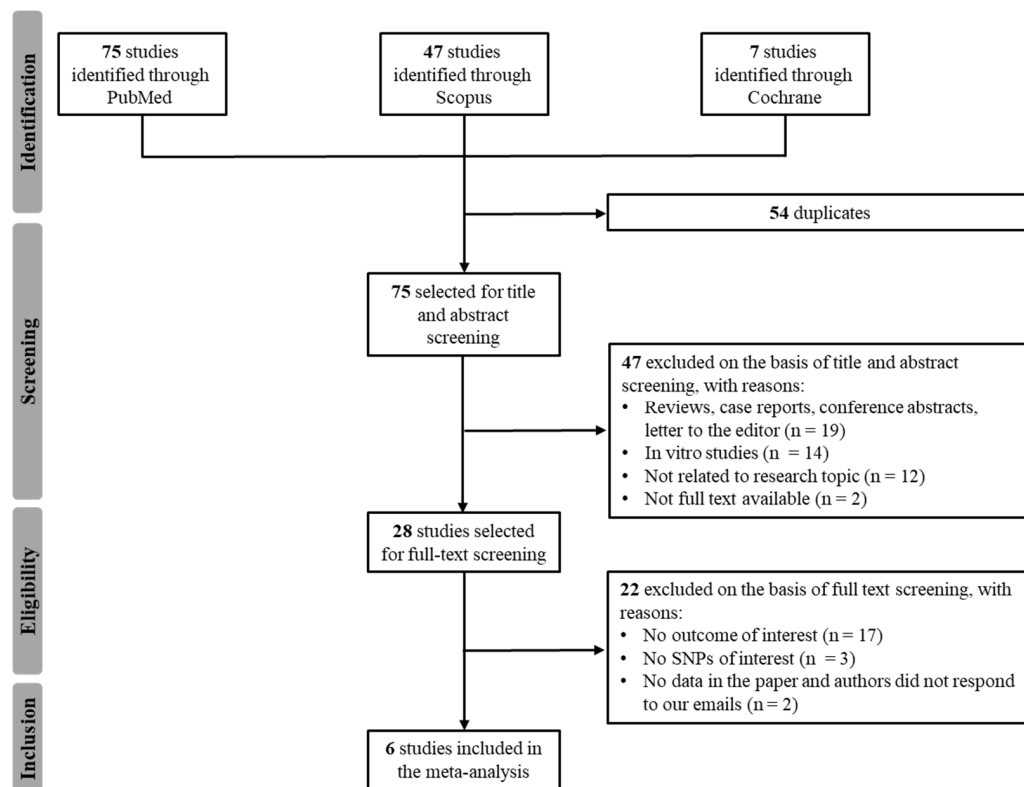 Identification
75 studies
identified through
PubMed
47 studies
identified through
Scopus
7 studies
identified through
Cochrane
54 duplicates
Screening
75 selected for title
and abstract
screening
47 excluded on the basis of title and abstract
screening, with reasons:
• Reviews, case reports, conference abstracts,
letter to the editor (n = 19)
• In vitro studies (n = 14)
• Not related to research topic (n = 12)
• Not full text available (n = 2)
Eligibility
28 studies selected
for full-text screening
22 excluded on the basis of full text screening, with
reasons:
• No outcome of interest (n = 17)
• No SNPs of interest (n = 3)
• No data in the paper and authors did not respond
to our emails (n = 2)
Inclusion
6 studies included in
the meta-analysis